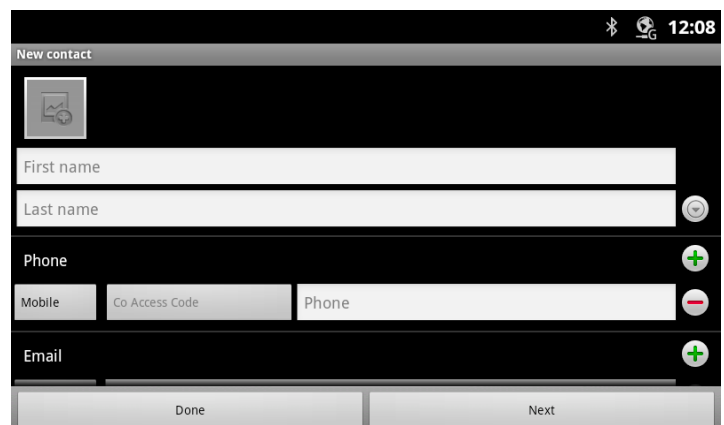 G 12:08
New contact
First name
Last name
Phone
Mobile Co Access Code Phone
Email
Done Next